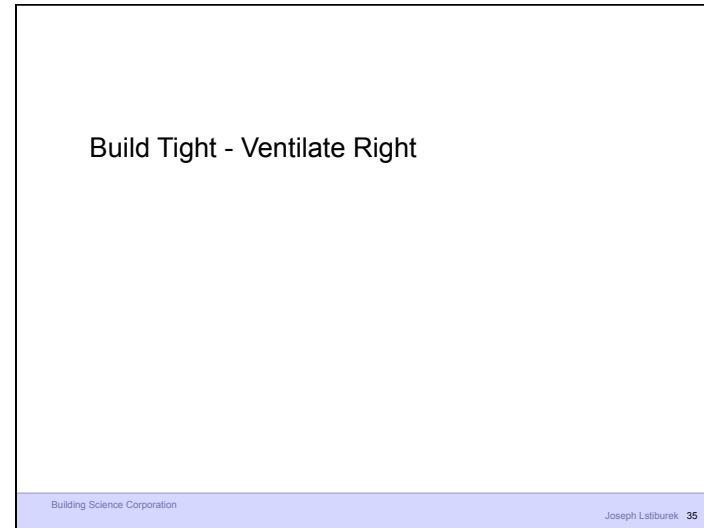 Build Tight - Ventilate Right
Building Science Corporation
Joseph Lstiburek 35